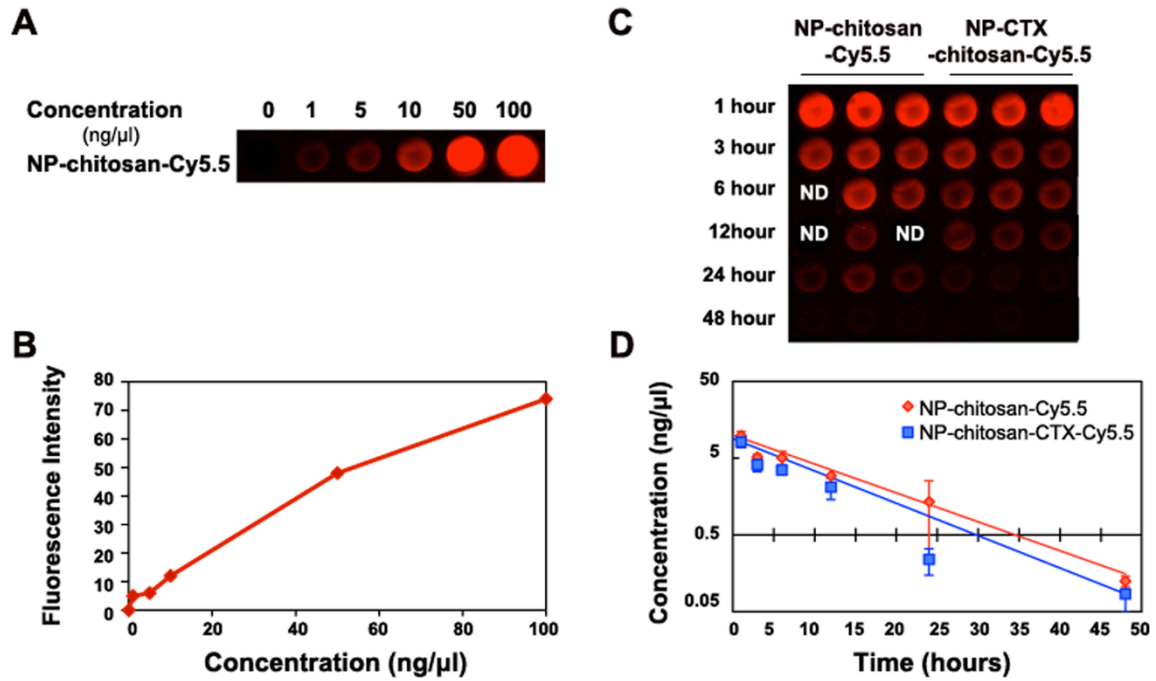 A
Concentration 0 1 5 10 50 100
(ng/µl)
NP-chitosan-Cy5.5
B
Fluorescence Intensity
80
70
60
50
40
30
20
10
0
0 20 40 60 80 100
Concentration (ng/µl)
C
NP-chitosan
-Cy5.5
NP-CTX
-chitosan-Cy5.5
1 hour
3 hour
6 hour ND
12hour ND ND
24 hour
48 hour
D
Concentration (ng/µl)
50
5
0.5
0.05
NP-chitosan-Cy5.5
NP-chitosan-CTX-Cy5.5
0 5 10 15 20 25 30 35 40 45 50
Time (hours)